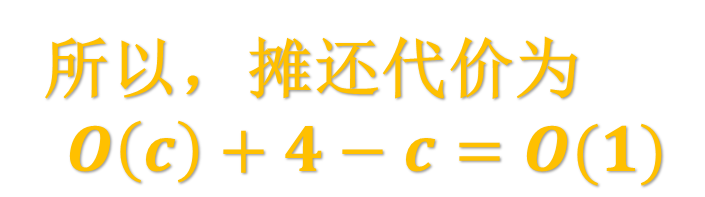 所以，摊还代价为
O(c) + 4 − c = O(1)